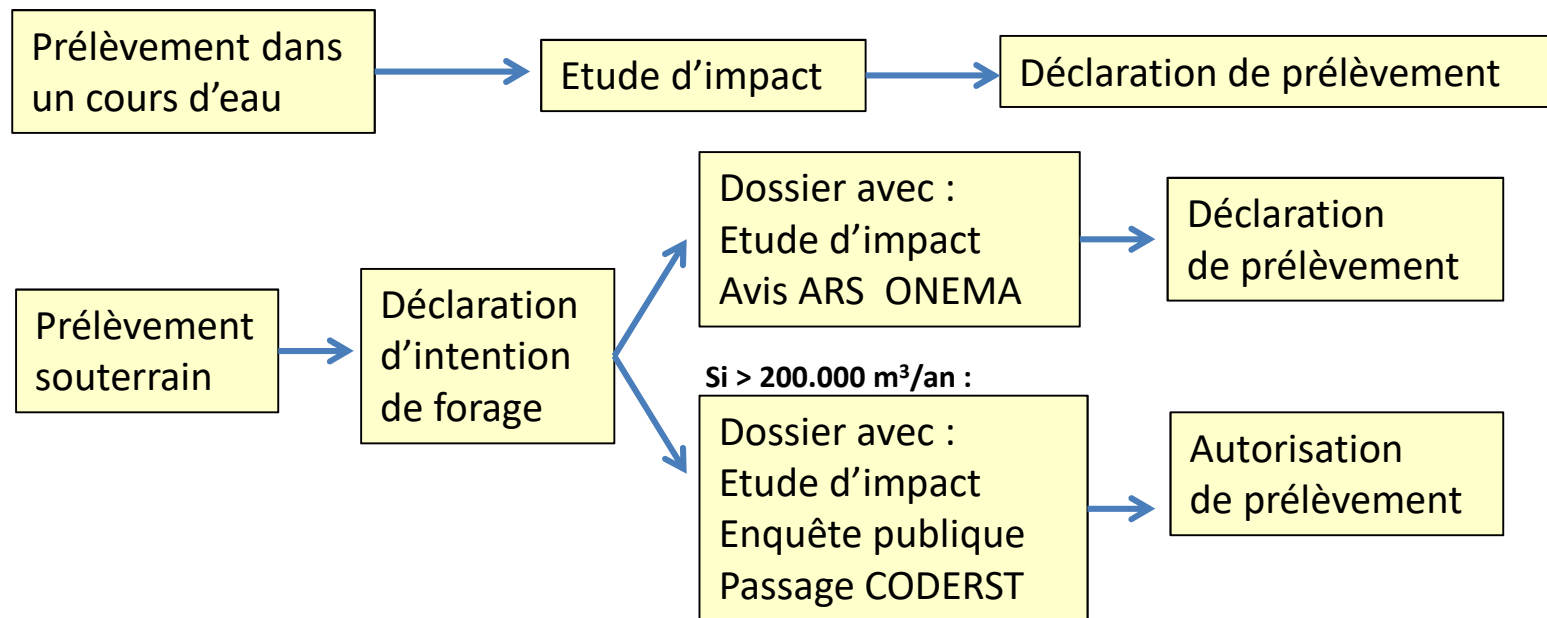 Prélèvement dans
un cours d’eau
Etude d’impact
Déclaration de prélèvement
Prélèvement
souterrain
Déclaration
d’intention
de forage
Dossier avec :
Etude d’impact
Avis ARS  ONEMA
Déclaration
de prélèvement
Si > 200.000 m³/an :
Dossier avec :
Etude d’impact
Enquête publique
Passage CODERST
Autorisation
de prélèvement